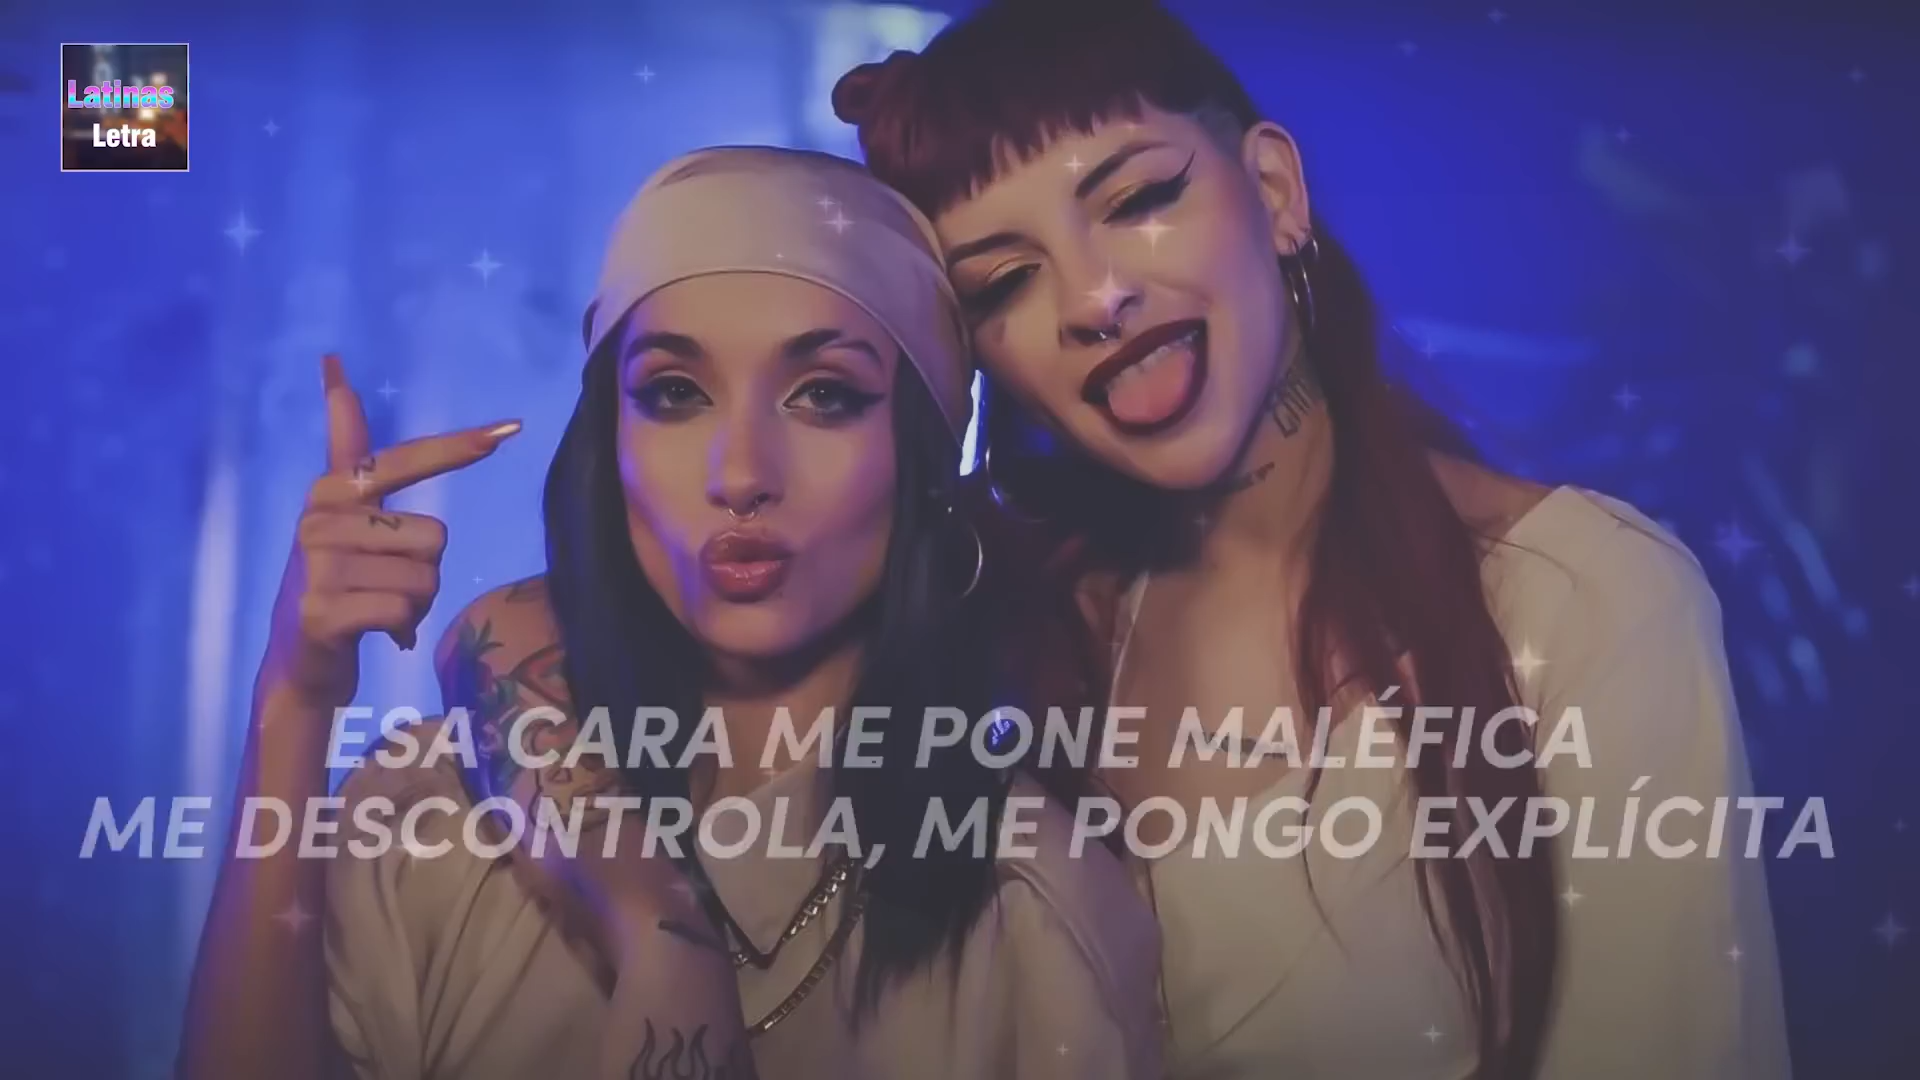 Latinas
Letra
ESA CARA ME PONE MALÉFICA
ME DESCONTROLA, ME PONGO EXPLÍCITA